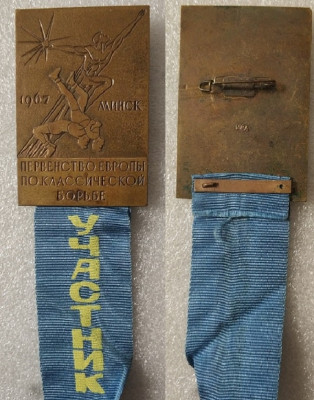 1967 МИНСК
ПЕРВЕНСТВО ЕВРОПЫ
ПО КЛАССИЧЕСКОЙ
БОРЬБЕ
УЧАСТНИК